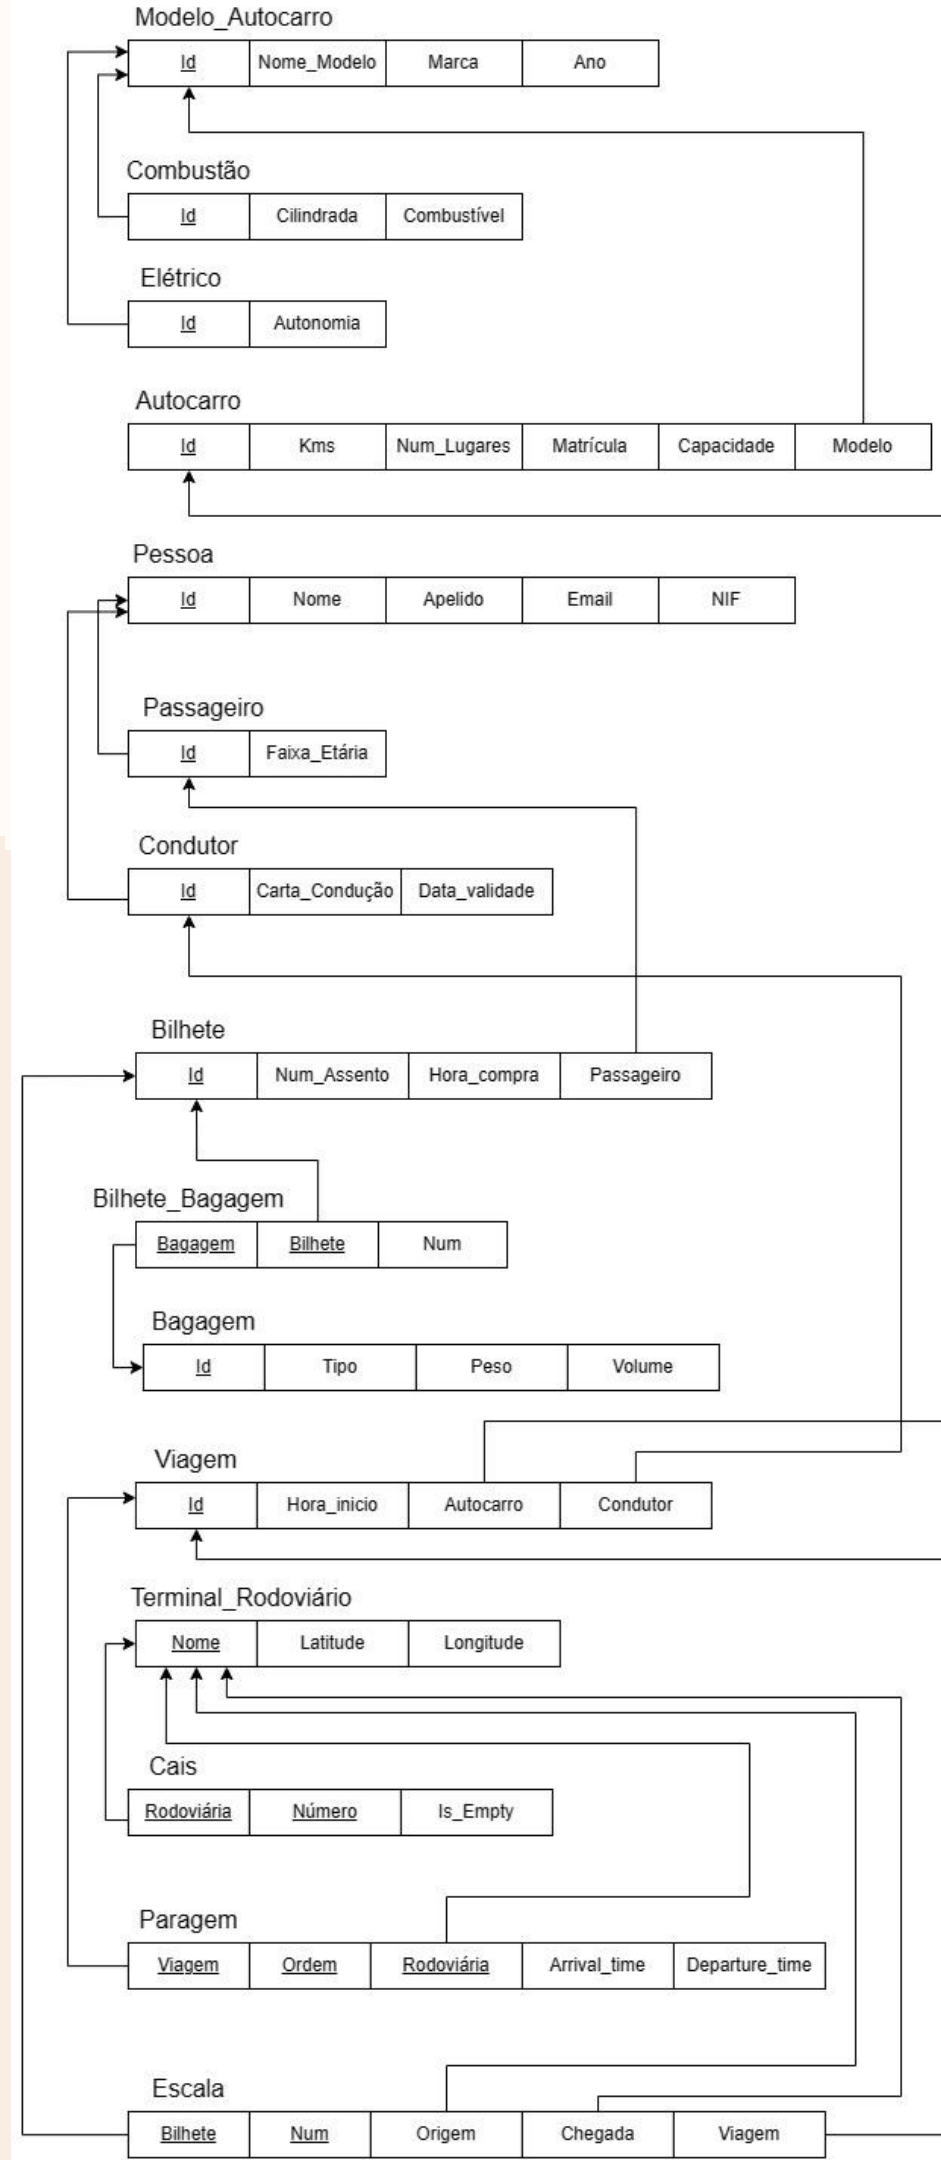 Modelo_Autocarro
Id Nome_Modelo Marca Ano
Combustão
Id Cilindrada Combustível
Elétrico
Id Autonomia
Autocarro
Id Kms Num_Lugares Matrícula Capacidade Modelo
Pessoa
Id Nome Apelido Email NIF
Passageiro
Id Faixa_Etária
Condutor
Id Carta_Condução Data_validade
Bilhete
Id Num_Assento Hora_compra Passageiro
Bilhete_Bagagem
Bagagem Bilhete Num
Bagagem
Id Tipo Peso Volume
Viagem
Id Hora_inicio Autocarro Condutor
Terminal_Rodoviário
Nome Latitude Longitude
Cais
Rodoviária Número Is_Empty
Paragem
Viagem Ordem Rodoviária Arrival_time Departure_time
Escala
Bilhete Num Origem Chegada Viagem